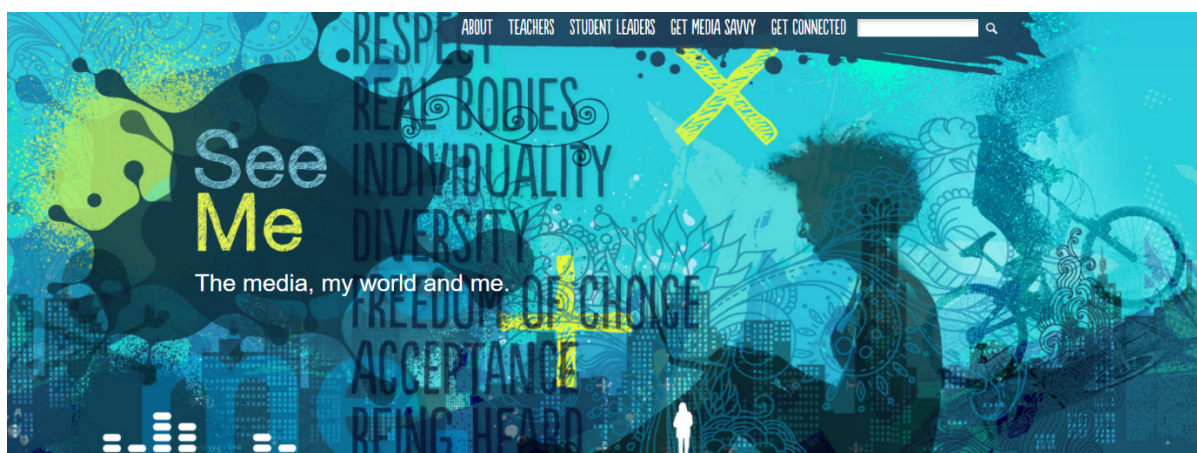 ABOUT TEACHERS STUDENT LEADERS GET MEDIA SAVVY GET CONNECTED
RESPECT
REAL BODIES
INDIVIDUALITY
DIVERSITY
FREEDOM OF CHOICE
ACCEPTANCE
BEING HEARD
See
Me
The media, my world and me.
me